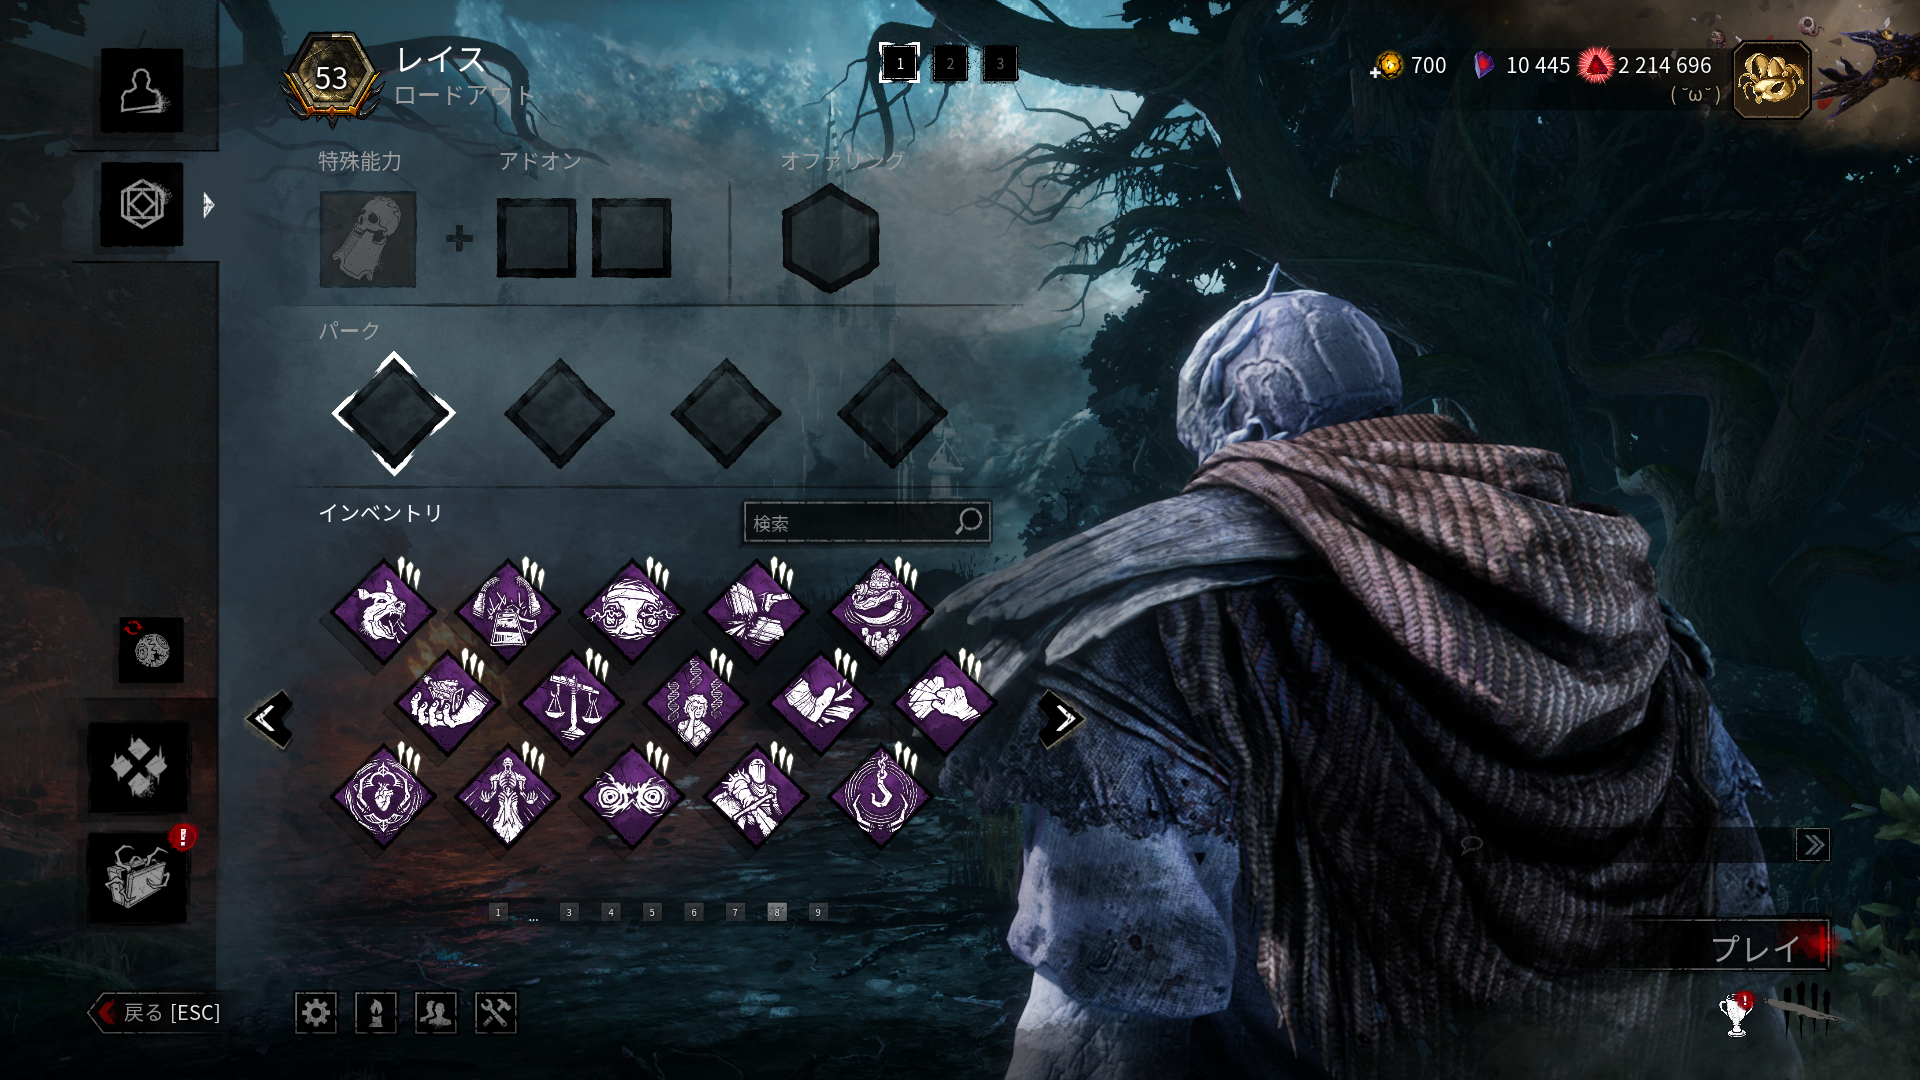 53
レイス
ロードアウト
1 2 3
700 10 445 2 214 696
( ˘ω˘ )
特殊能力 アドオン オファリング
パーク
インベントリ
検索
1 ... 3 4 5 6 7 8 9
プレイ
戻る [ESC]